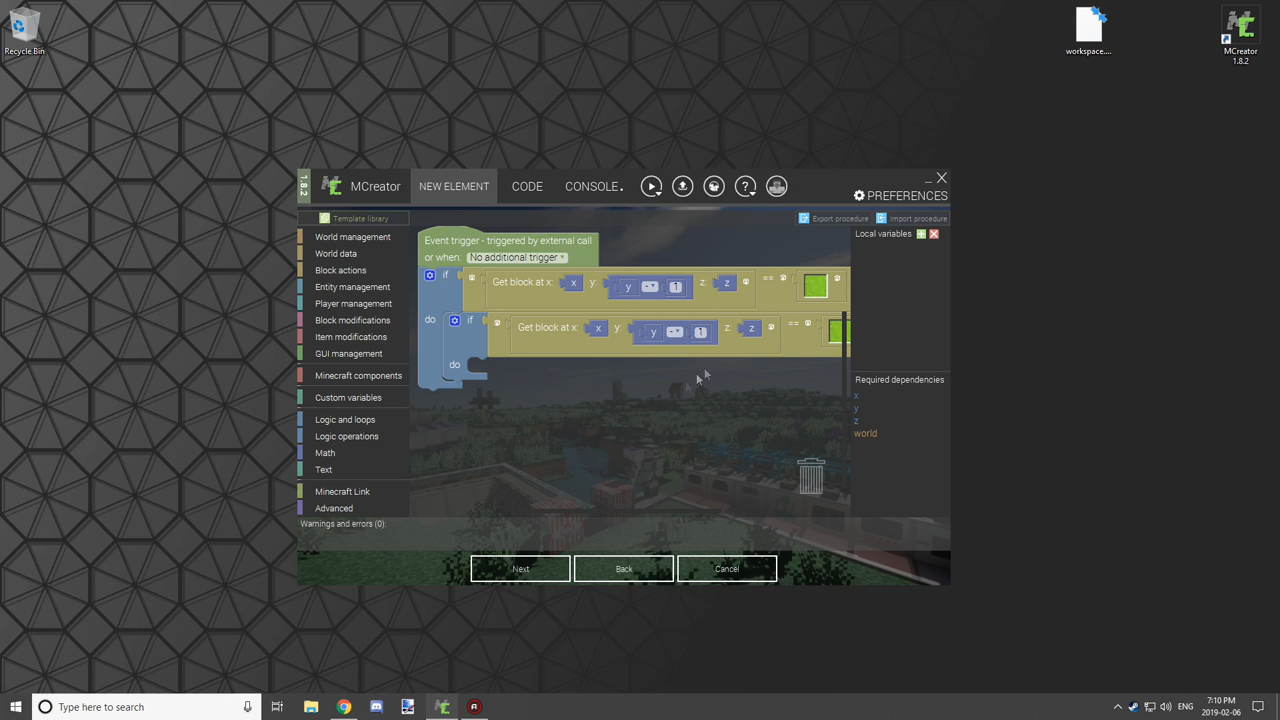 Recycle Bin
workspace....
MCreator
1.8.2
1.8.2
MCreator
NEW ELEMENT
CODE
CONSOLE.
?
_ X
PREFERENCES
Template library
Export procedure
Import procedure
World management
World data
Block actions
Entity management
Player management
Block modifications
Item modifications
GUI management
Minecraft components
Custom variables
Logic and loops
Logic operations
Math
Text
Minecraft Link
Advanced
Event trigger - triggered by external call
or when: No additional trigger
if Get block at x: x y: y - 1 z: z ==
do if Get block at x: x y: y - 1 z: z ==
do
Local variables
Required dependencies
x
y
z
world
Warnings and errors (0):
Next
Back
Cancel
Type here to search
ENG
7:10 PM
2019-02-06